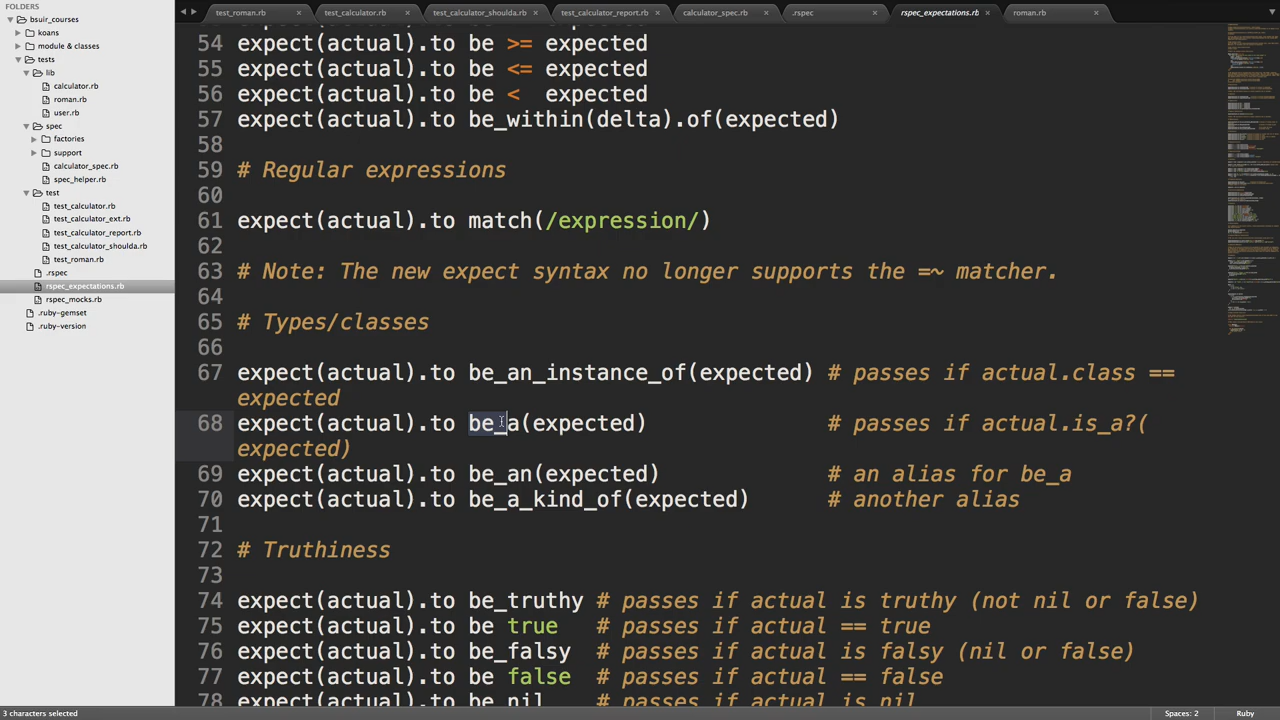 FOLDERS
bsuir_courses
koans
module & classes
tests
lib
calculator.rb
roman.rb
user.rb
spec
factories
support
calculator_spec.rb
spec_helper.rb
test
test_calculator.rb
test_calculator_ext.rb
test_calculator_report.rb
test_calculator_shoulda.rb
test_roman.rb
.rspec
rspec_expectations.rb
rspec_mocks.rb
.ruby-gemset
.ruby-version
test_roman.rb × test_calculator.rb × test_calculator_shoulda.rb × test_calculator_report.rb × calculator_spec.rb × .rspec × rspec_expectations.rb × roman.rb ×
54 expect(actual).to be >= expected
55 expect(actual).to be <= expected
56 expect(actual).to be < expected
57 expect(actual).to be_within(delta).of(expected)
58
59 # Regular expressions
60
61 expect(actual).to match(/expression/)
62
63 # Note: The new expect syntax no longer supports the =~ matcher.
64
65 # Types/classes
66
67 expect(actual).to be_an_instance_of(expected) # passes if actual.class ==
expected
68 expect(actual).to be_a(expected) # passes if actual.is_a?(
expected)
69 expect(actual).to be_an(expected) # an alias for be_a
70 expect(actual).to be_a_kind_of(expected) # another alias
71
72 # Truthiness
73
74 expect(actual).to be_truthy # passes if actual is truthy (not nil or false)
75 expect(actual).to be true # passes if actual == true
76 expect(actual).to be_falsy # passes if actual is falsy (nil or false)
77 expect(actual).to be false # passes if actual == false
78 expect(actual).to be_nil # passes if actual is nil
3 characters selected
Spaces: 2 Ruby